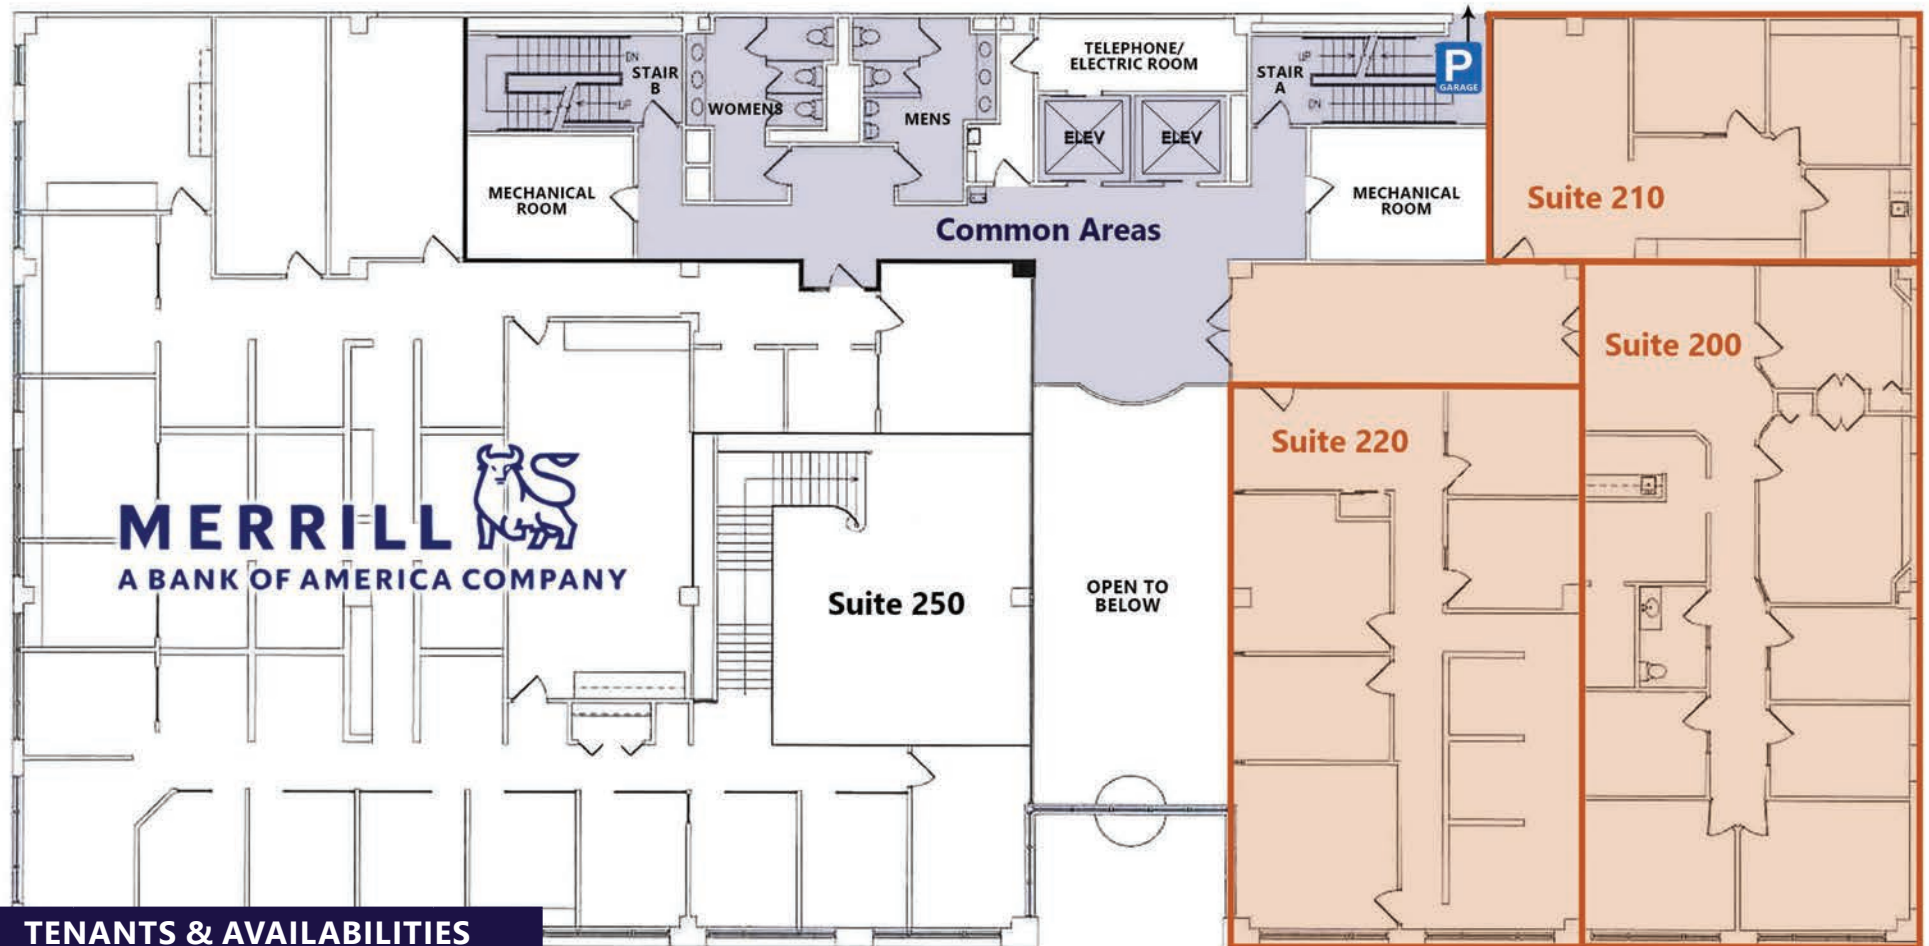 DN
STAIR
B
UP
WOMENS
MENS
TELEPHONE/
ELECTRIC ROOM
ELEV
ELEV
UP
STAIR
A
DN
P
GARAGE
MECHANICAL
ROOM
MECHANICAL
ROOM
Common Areas
Suite 210
Suite 200
Suite 220
MERRILL
A BANK OF AMERICA COMPANY
Suite 250
OPEN TO
BELOW
TENANTS & AVAILABILITIES